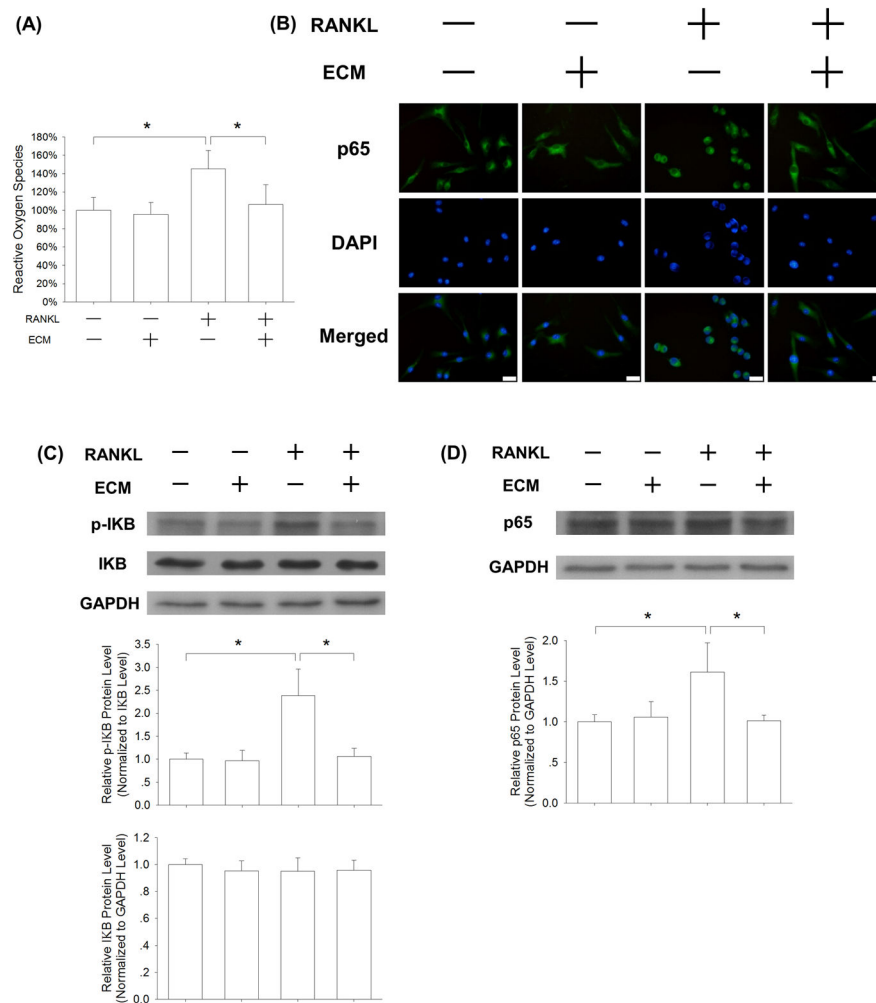 (A)
Reactive Oxygen Species
180%
160%
140%
120%
100%
80%
60%
40%
20%
0%
* *
RANKL — — + +
ECM — + — +
(B)
RANKL — — + +
ECM — + — +
p65
DAPI
Merged
(C)
RANKL — — + +
ECM — + — +
p-IKB
IKB
GAPDH
Relative p-IKB Protein Level
(Normalized to IKB Level)
3.5
3.0
2.5
2.0
1.5
1.0
.5
0.0
* *
Relative IKB Protein Level
(Normalized to GAPDH Level)
1.2
1.0
.8
.6
.4
.2
0.0
(D)
RANKL — — + +
ECM — + — +
p65
GAPDH
Relative p65 Protein Level
(Normalized to GAPDH Level)
2.0
1.5
1.0
.5
0.0
* *